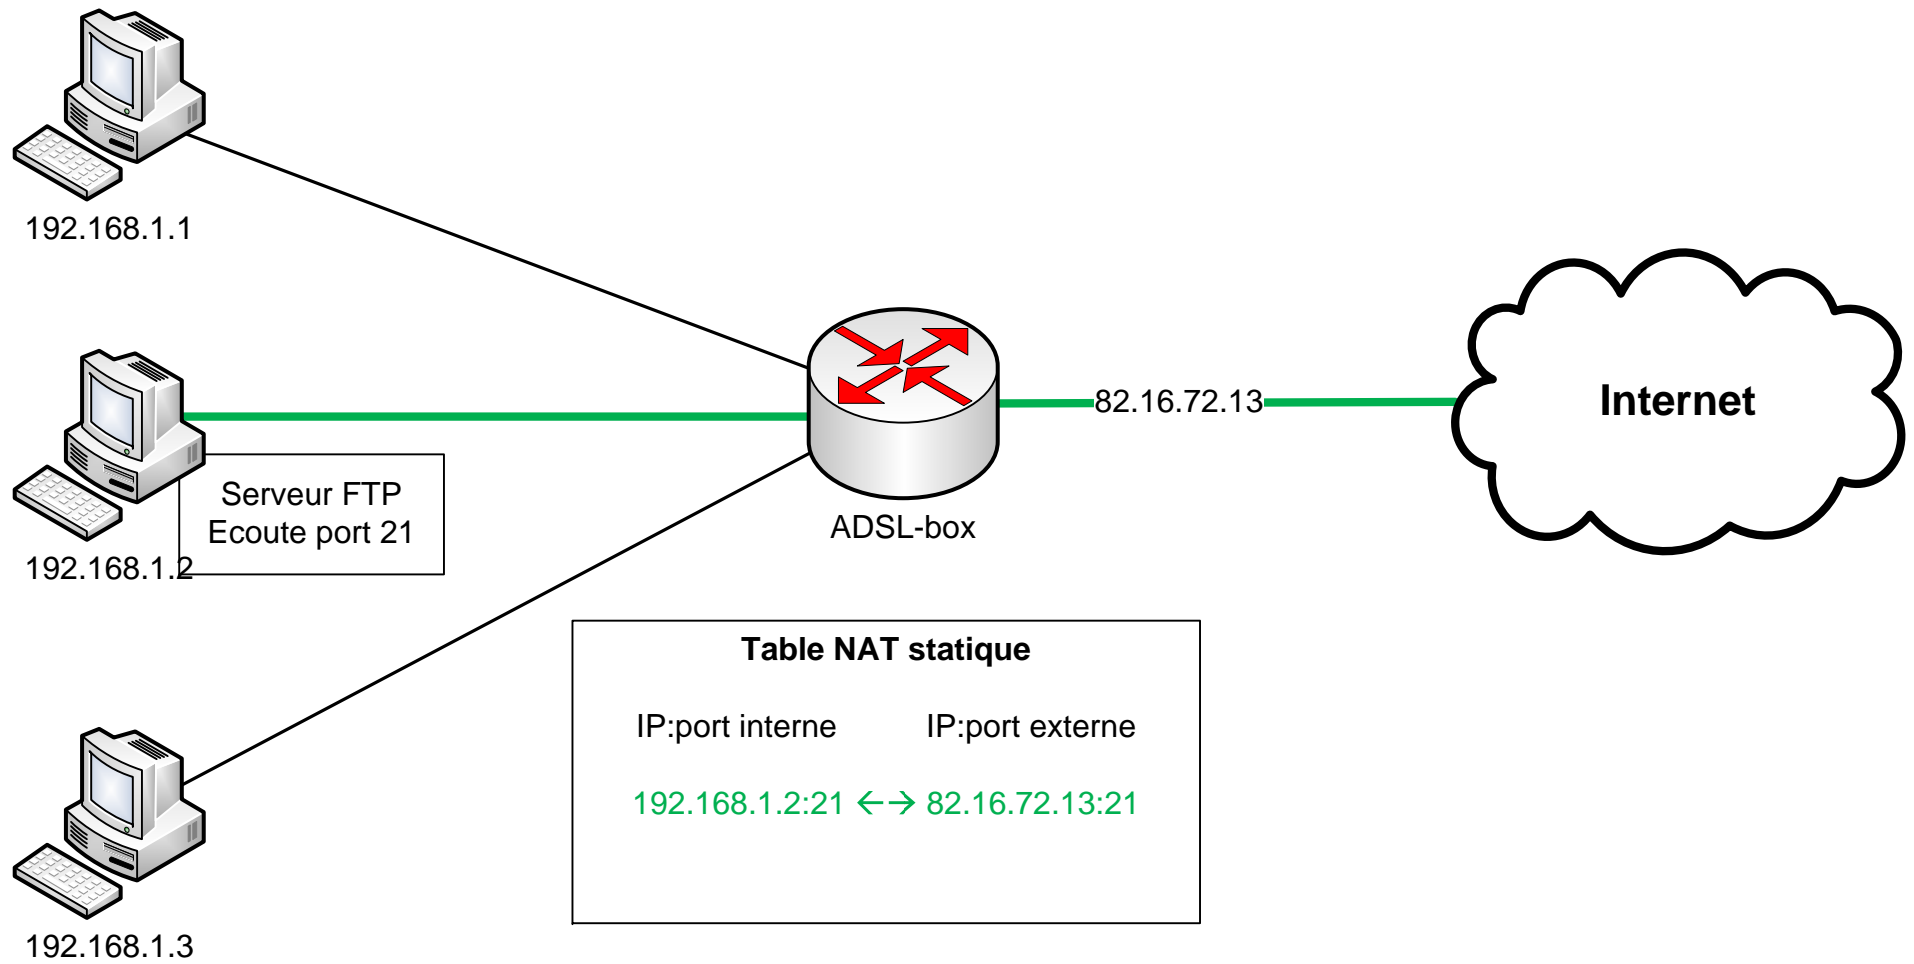 192.168.1.1
192.168.1.2
Serveur FTP
Ecoute port 21
192.168.1.3
ADSL-box
82.16.72.13
Internet
Table NAT statique
IP:port interne IP:port externe
192.168.1.2:21 ←→ 82.16.72.13:21